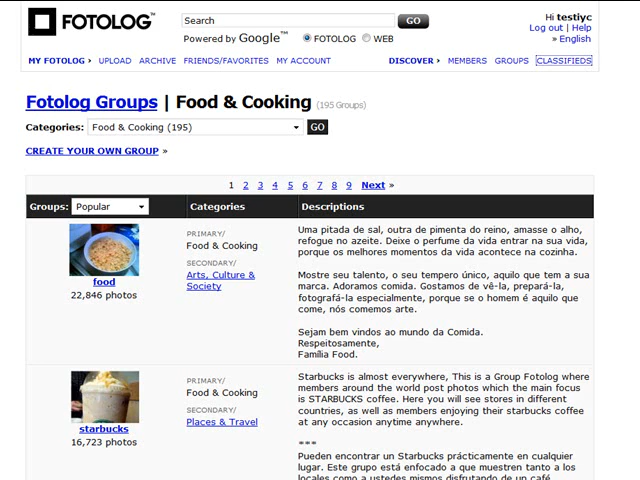 FOTOLOG
Search
GO
Hi testiyc
Log out | Help
» English
Powered by Google™
FOTOLOG
WEB
MY FOTOLOG ›
UPLOAD
ARCHIVE
FRIENDS/FAVORITES
MY ACCOUNT
DISCOVER ›
MEMBERS
GROUPS
CLASSIFIEDS
Fotolog Groups | Food & Cooking (195 Groups)
Categories: Food & Cooking (195) GO
CREATE YOUR OWN GROUP »
1 2 3 4 5 6 7 8 9 Next »
Groups: Popular
Categories
Descriptions
food
22,846 photos
PRIMARY/
Food & Cooking
SECONDARY/
Arts, Culture &
Society
Uma pitada de sal, outra de pimenta do reino, amasse o alho,
refogue no azeite. Deixe o perfume da vida entrar na sua vida,
porque os melhores momentos da vida acontece na cozinha.
Mostre seu talento, o seu tempero único, aquilo que tem a sua
marca. Adoramos comida. Gostamos de vê-la, prepará-la,
fotografá-la especialmente, porque se o homem é aquilo que
come, nós comemos arte.
Sejam bem vindos ao mundo da Comida.
Respeitosamente,
Família Food.
starbucks
16,723 photos
PRIMARY/
Food & Cooking
SECONDARY/
Places & Travel
Starbucks is almost everywhere, This is a Group Fotolog where
members around the world post photos which the main focus
is STARBUCKS coffee. Here you will see stores in different
countries, as well as members enjoying their starbucks coffee
at any occasion anytime anywhere.
***
Pueden encontrar un Starbucks prácticamente en cualquier
lugar. Este grupo está enfocado a que muestren tanto a los
locales como a ustedes mismos disfrutando de un café